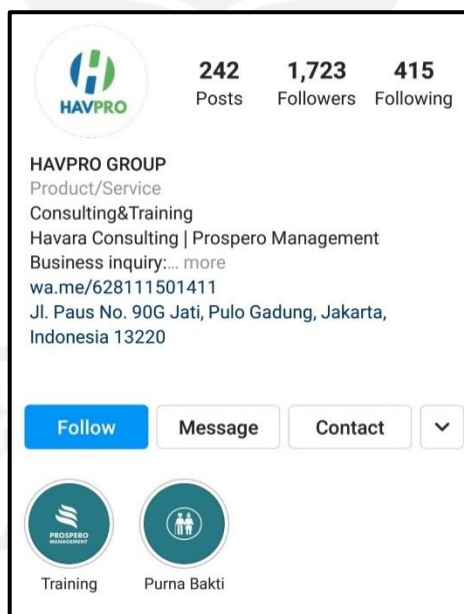 HAVPRO
242 1,723 415
Posts Followers Following
HAVPRO GROUP
Product/Service
Consulting&Training
Havara Consulting | Prospero Management
Business inquiry:... more
wa.me/628111501411
Jl. Paus No. 90G Jati, Pulo Gadung, Jakarta,
Indonesia 13220
Follow Message Contact
PROSPERO
MANAGEMENT
Training Purna Bakti